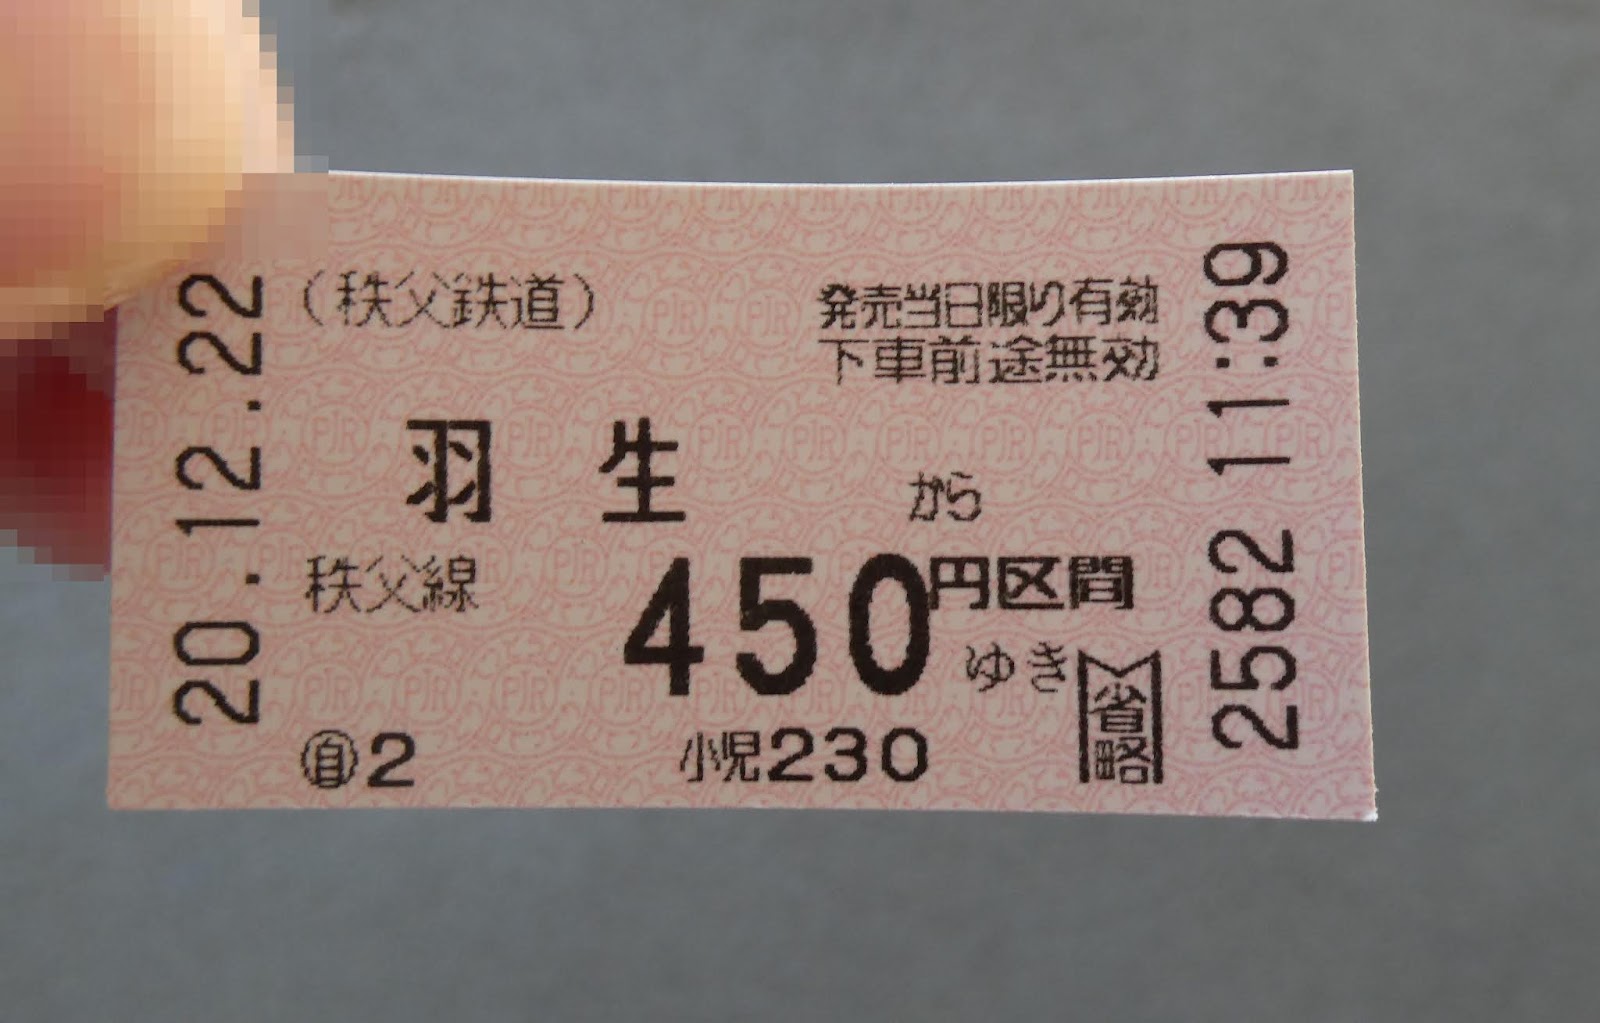 20.12.22
(秩父鉄道)
発売当日限り有効
下車前途無効
羽生から
秩父線 450円区間
ゆき
㊂2 小児230
省略
2582 11:39